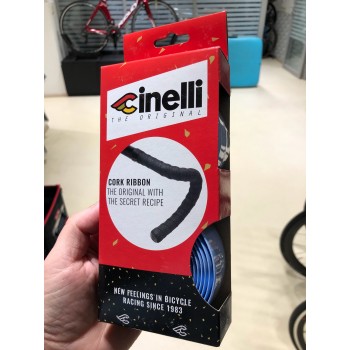 Cinelli
THE ORIGINAL
CORK RIBBON
THE ORIGINAL WITH
THE SECRET RECIPE
NEW FEELINGS IN BICYCLE
RACING SINCE 1983